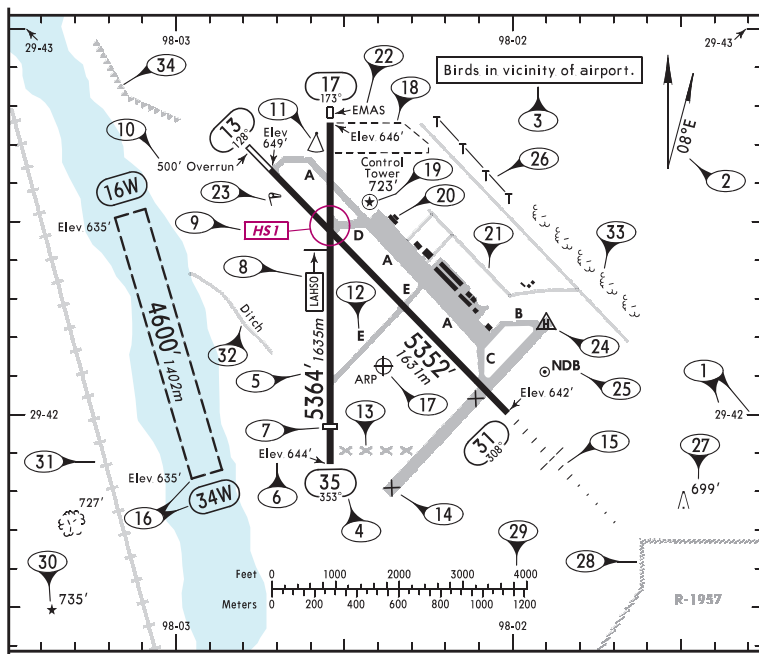 98-03
98-02
29-43
29-43
34
17
173°
22
EMAS
18
Birds in vicinity of airport.
3
08°E
2
10
500' Overrun
13
128°
Elev
649'
11
Elev 646'
Control
Tower
723'
19
20
T
T
T
T
26
16W
Elev 635'
23
A
9
HS1
D
A
21
33
8
LAHSO
12
E
E
A
B
H
24
C
4600'
1402m
Ditch
32
5
5364'
1635m
5352'
1631m
ARP
17
NDB
25
Elev 642'
1
29-42
29-42
7
13
31
308°
15
27
699'
31
Elev 635'
34W
16
Elev 644'
6
35
353°
4
14
727'
30
735'
29
28
Feet
0
1000
2000
3000
4000
Meters
0
200
400
600
800
1000
1200
R-1957
98-03
98-02